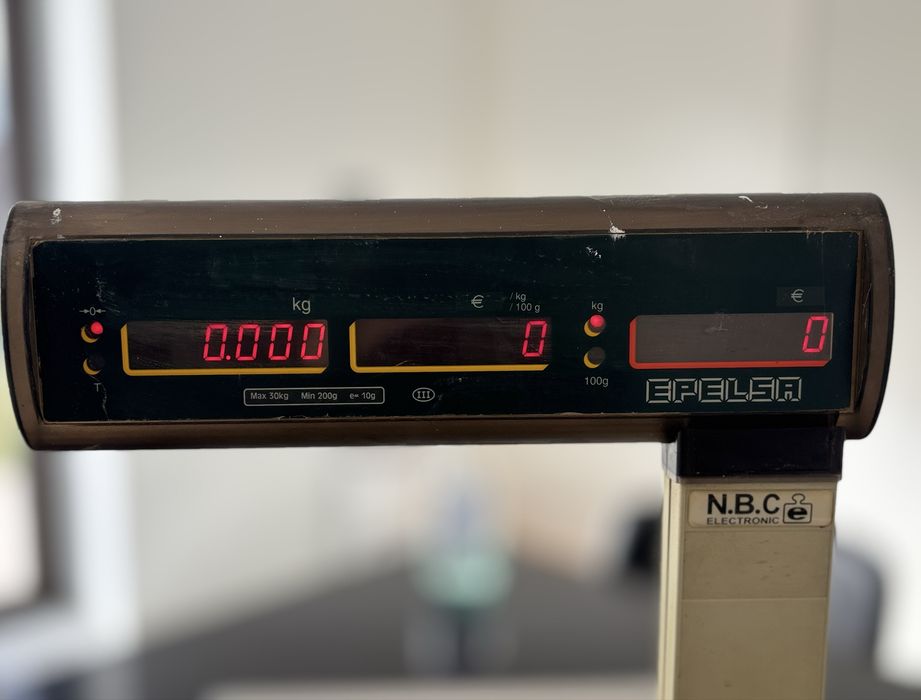 kg
€ /kg
/100 g
kg
€
→0←
0.000
0
0
T
100g
Max 30kg Min 200g e= 10g
III
EPELSA
N.B.C e
ELECTRONIC